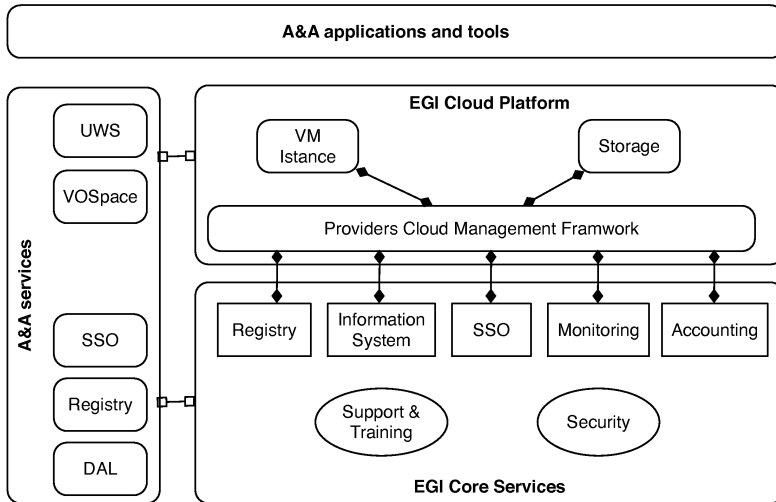 A&A applications and tools
A&A services
UWS
VOSpace
SSO
Registry
DAL
EGI Cloud Platform
VM
Istance
Storage
Providers Cloud Management Framwork
Registry
Information
System
SSO
Monitoring
Accounting
Support &
Training
Security
EGI Core Services